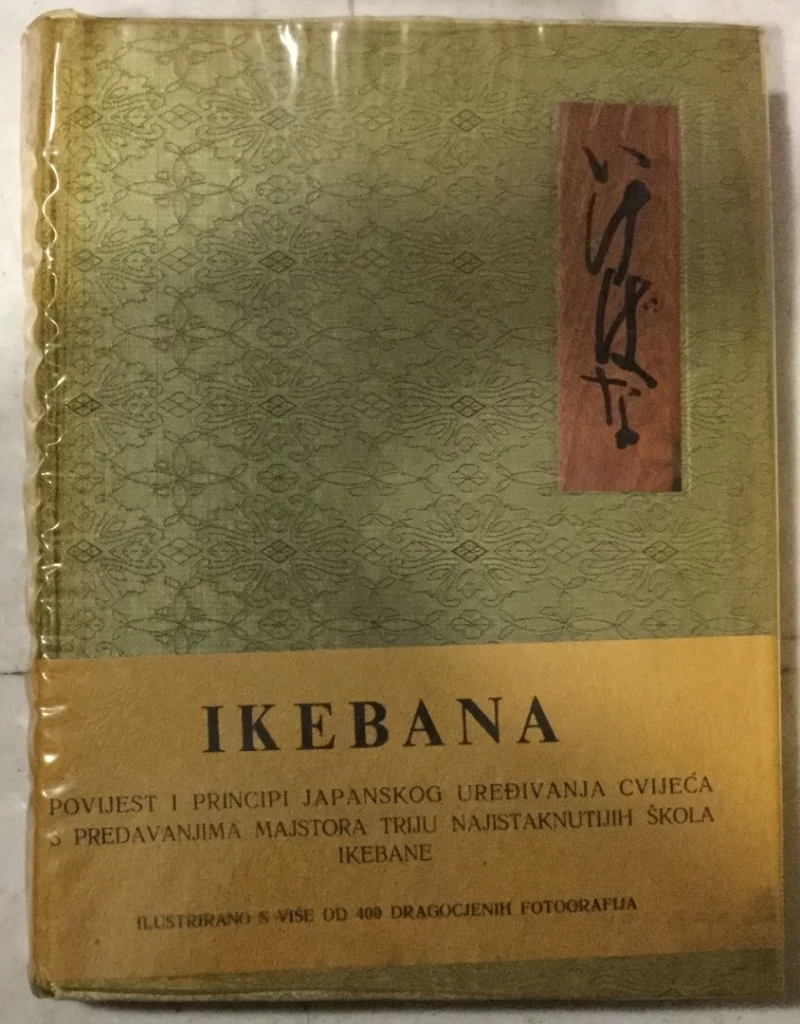 いけばな
IKEBANA
POVIJEST I PRINCIPI JAPANSKOG UREĐIVANJA CVIJEĆA
S PREDAVANJIMA MAJSTORA TRIJU NAJISTAKNUTIJIH ŠKOLA
IKEBANE
ILUSTRIRANO S VIŠE OD 400 DRAGOCJENIH FOTOGRAFIJA